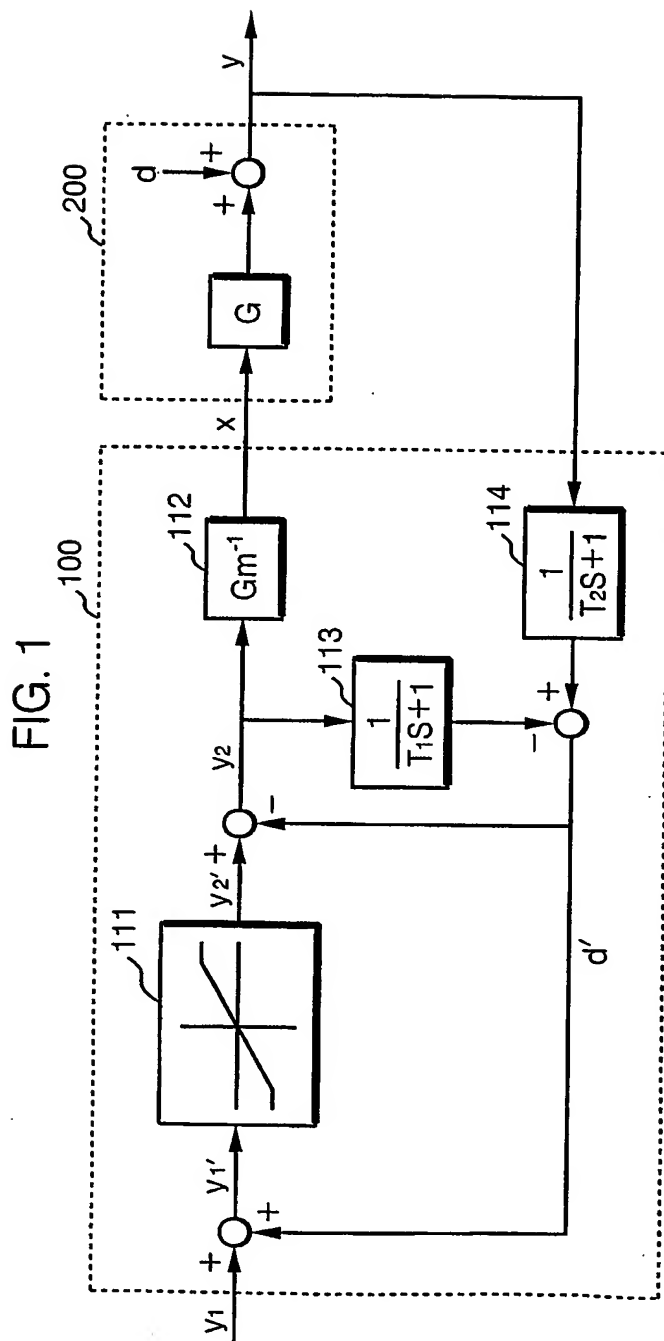 FIG. 1
100
200
111
112
113
114
y1
+
+
y1'
y2'
+
-
y2
Gm-1
x
G
d
+
+
y
1
T1S+1
-
+
1
T2S+1
d'